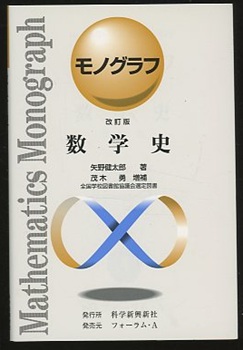 Mathematics Monograph
モノグラフ
改訂版
数学史
矢野健太郎 著
茂木 勇 増補
全国学校図書館協議会選定図書
発行所 科学新興新社
発売元 フォーラム・A